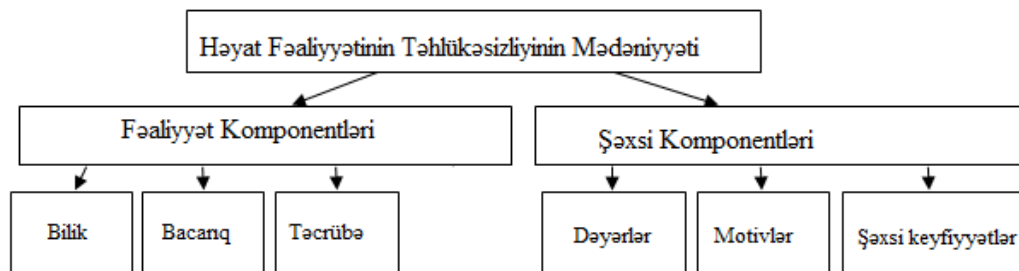 Həyat Fəaliyyətinin Təhlükəsizliyinin Mədəniyyəti
Fəaliyyət Komponentləri
Şəxsi Komponentləri
Bilik
Bacarıq
Təcrübə
Dəyərlər
Motivlər
Şəxsi keyfiyyətlər